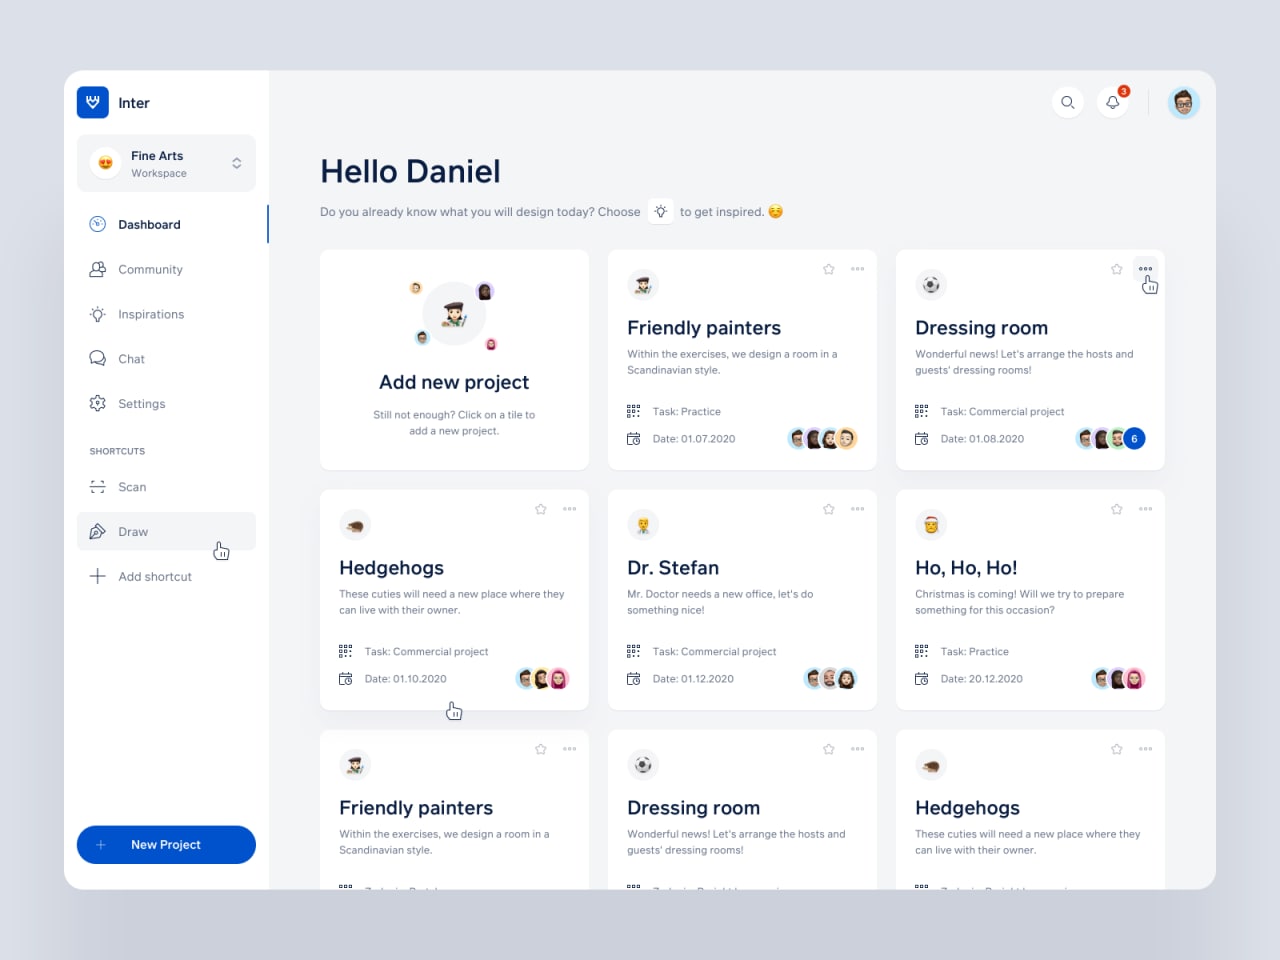 Inter
Fine Arts
Workspace
Dashboard
Community
Inspirations
Chat
Settings
SHORTCUTS
Scan
Draw
Add shortcut
New Project
3
Hello Daniel
Do you already know what you will design today? Choose to get inspired.
Add new project
Still not enough? Click on a tile to
add a new project.
Friendly painters
Within the exercises, we design a room in a
Scandinavian style.
Task: Practice
Date: 01.07.2020
Dressing room
Wonderful news! Let's arrange the hosts and
guests' dressing rooms!
Task: Commercial project
Date: 01.08.2020
6
Hedgehogs
These cuties will need a new place where they
can live with their owner.
Task: Commercial project
Date: 01.10.2020
Dr. Stefan
Mr. Doctor needs a new office, let's do
something nice!
Task: Commercial project
Date: 01.12.2020
Ho, Ho, Ho!
Christmas is coming! Will we try to prepare
something for this occasion?
Task: Practice
Date: 20.12.2020
Friendly painters
Within the exercises, we design a room in a
Scandinavian style.
Dressing room
Wonderful news! Let's arrange the hosts and
guests' dressing rooms!
Hedgehogs
These cuties will need a new place where they
can live with their owner.